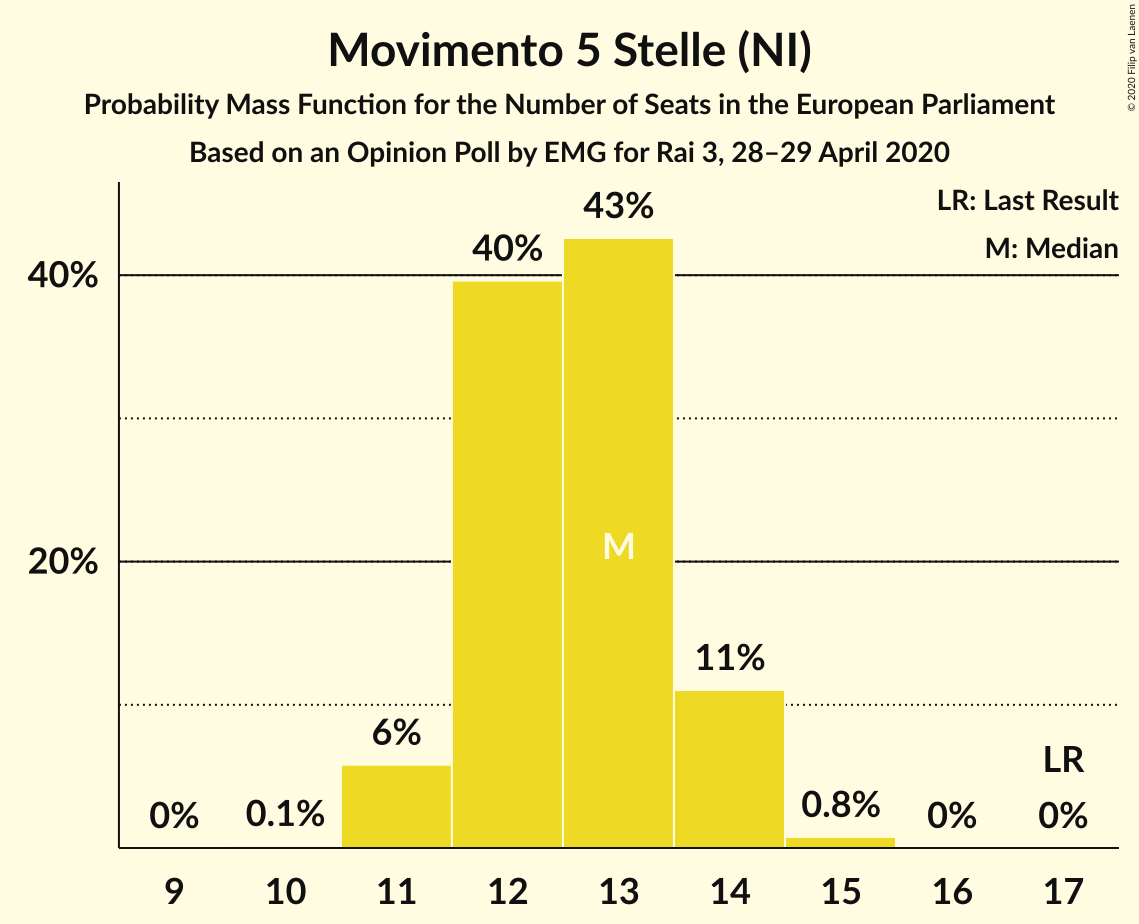 Movimento 5 Stelle (NI)
Probability Mass Function for the Number of Seats in the European Parliament
Based on an Opinion Poll by EMG for Rai 3, 28–29 April 2020
© 2020 Filip van Laenen
LR: Last Result
M: Median
43%
40%
40%
M
20%
11%
6%
LR
0%
0.1%
0.8%
0%
0%
9 10 11 12 13 14 15 16 17